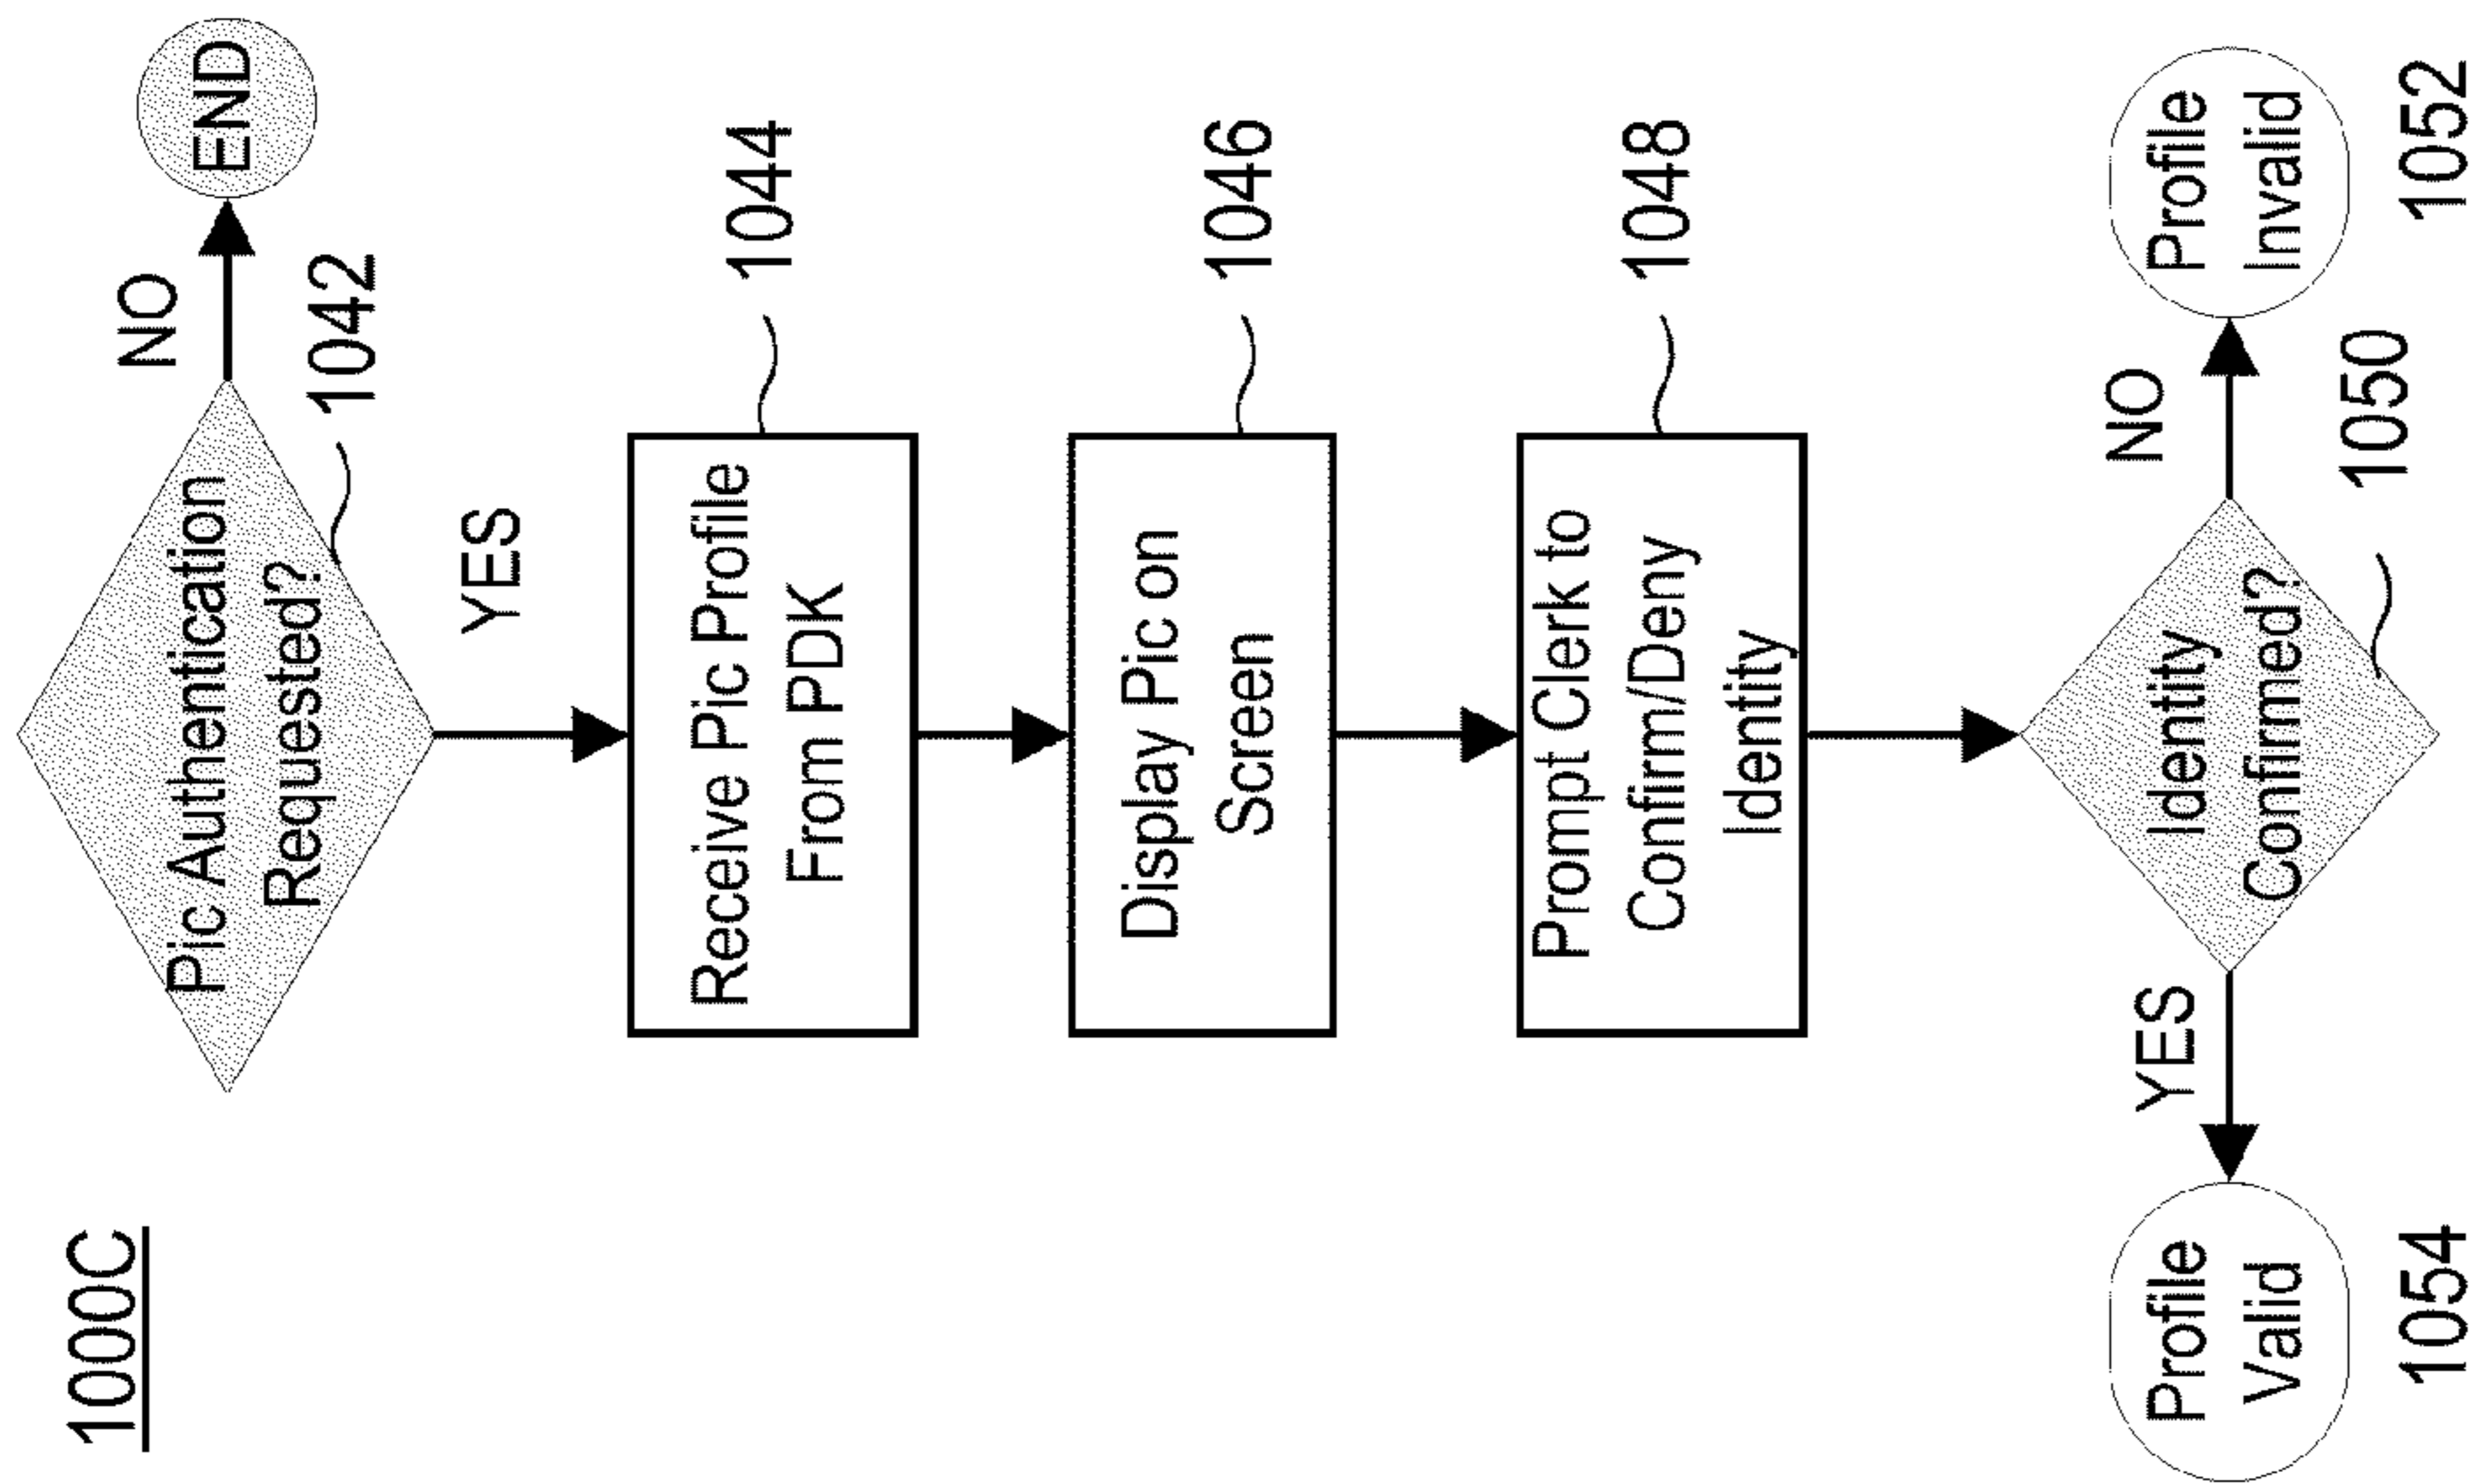 1000C
Pic Authentication
Requested?
1042
NO
END
YES
Receive Pic Profile
From PDK
1044
Display Pic on
Screen
1046
Prompt Clerk to
Confirm/Deny
Identity
1048
Identity
Confirmed?
1050
YES
NO
Profile
Valid
1054
Profile
Invalid
1052